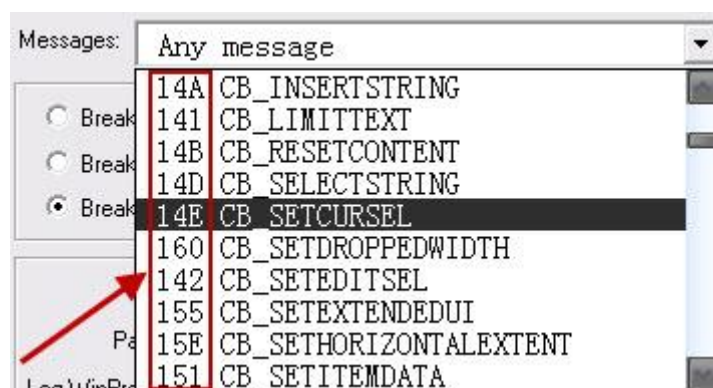 Messages: Any message
14A CB_INSERTSTRING
Break 141 CB_LIMITTEXT
14B CB_RESETCONTENT
Break 14D CB_SELECTSTRING
Break 14E CB_SETCURSEL
160 CB_SETDROPPEDWIDTH
142 CB_SETEDITSEL
155 CB_SETEXTENDEDUI
Pa 15E CB_SETHORIZONTALEXTENT
151 CB_SETITEMDATA